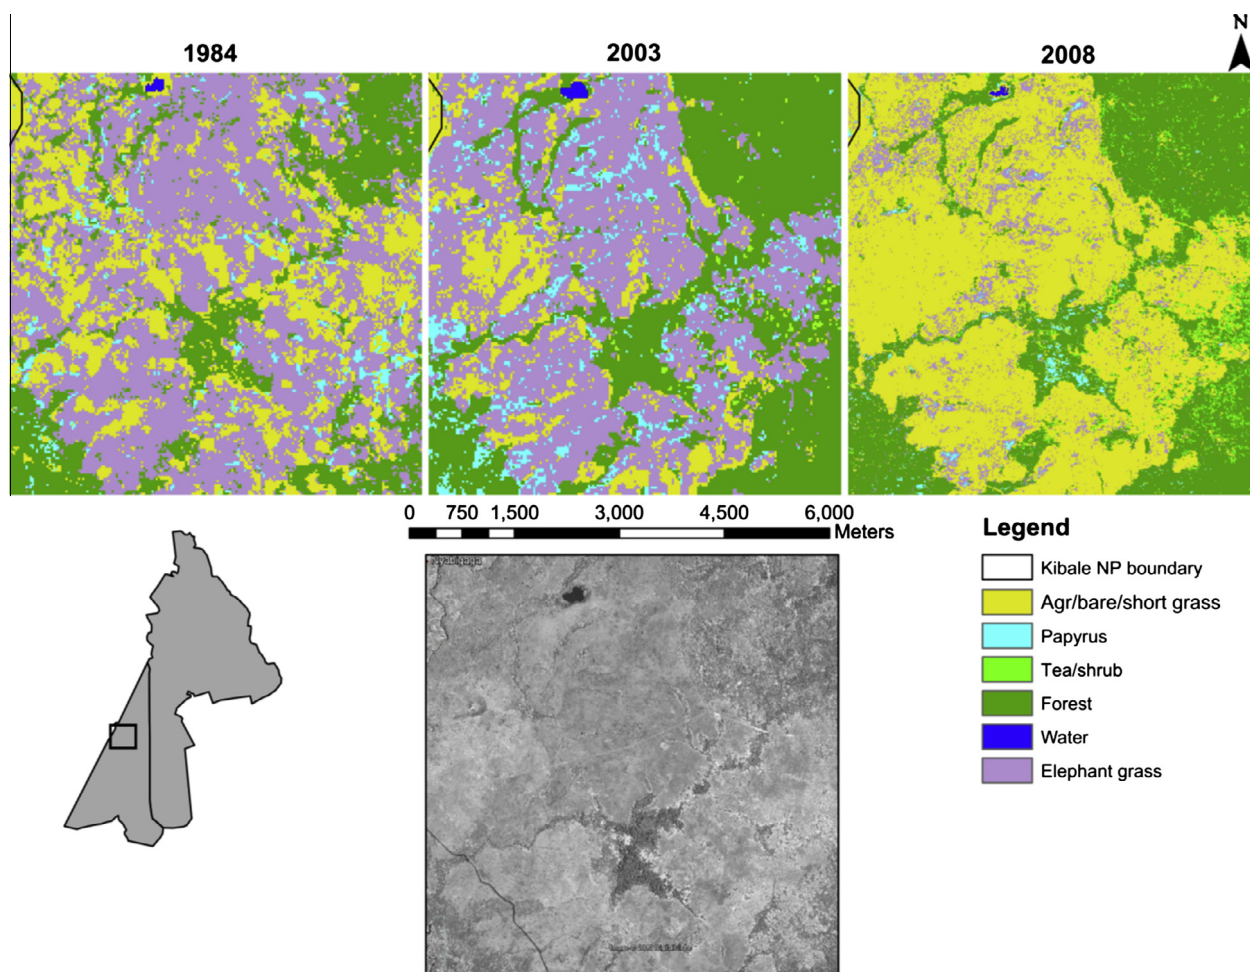 N
1984 2003 2008
0 750 1,500 3,000 4,500 6,000
Meters
Legend
Kibale NP boundary
Agr/bare/short grass
Papyrus
Tea/shrub
Forest
Water
Elephant grass